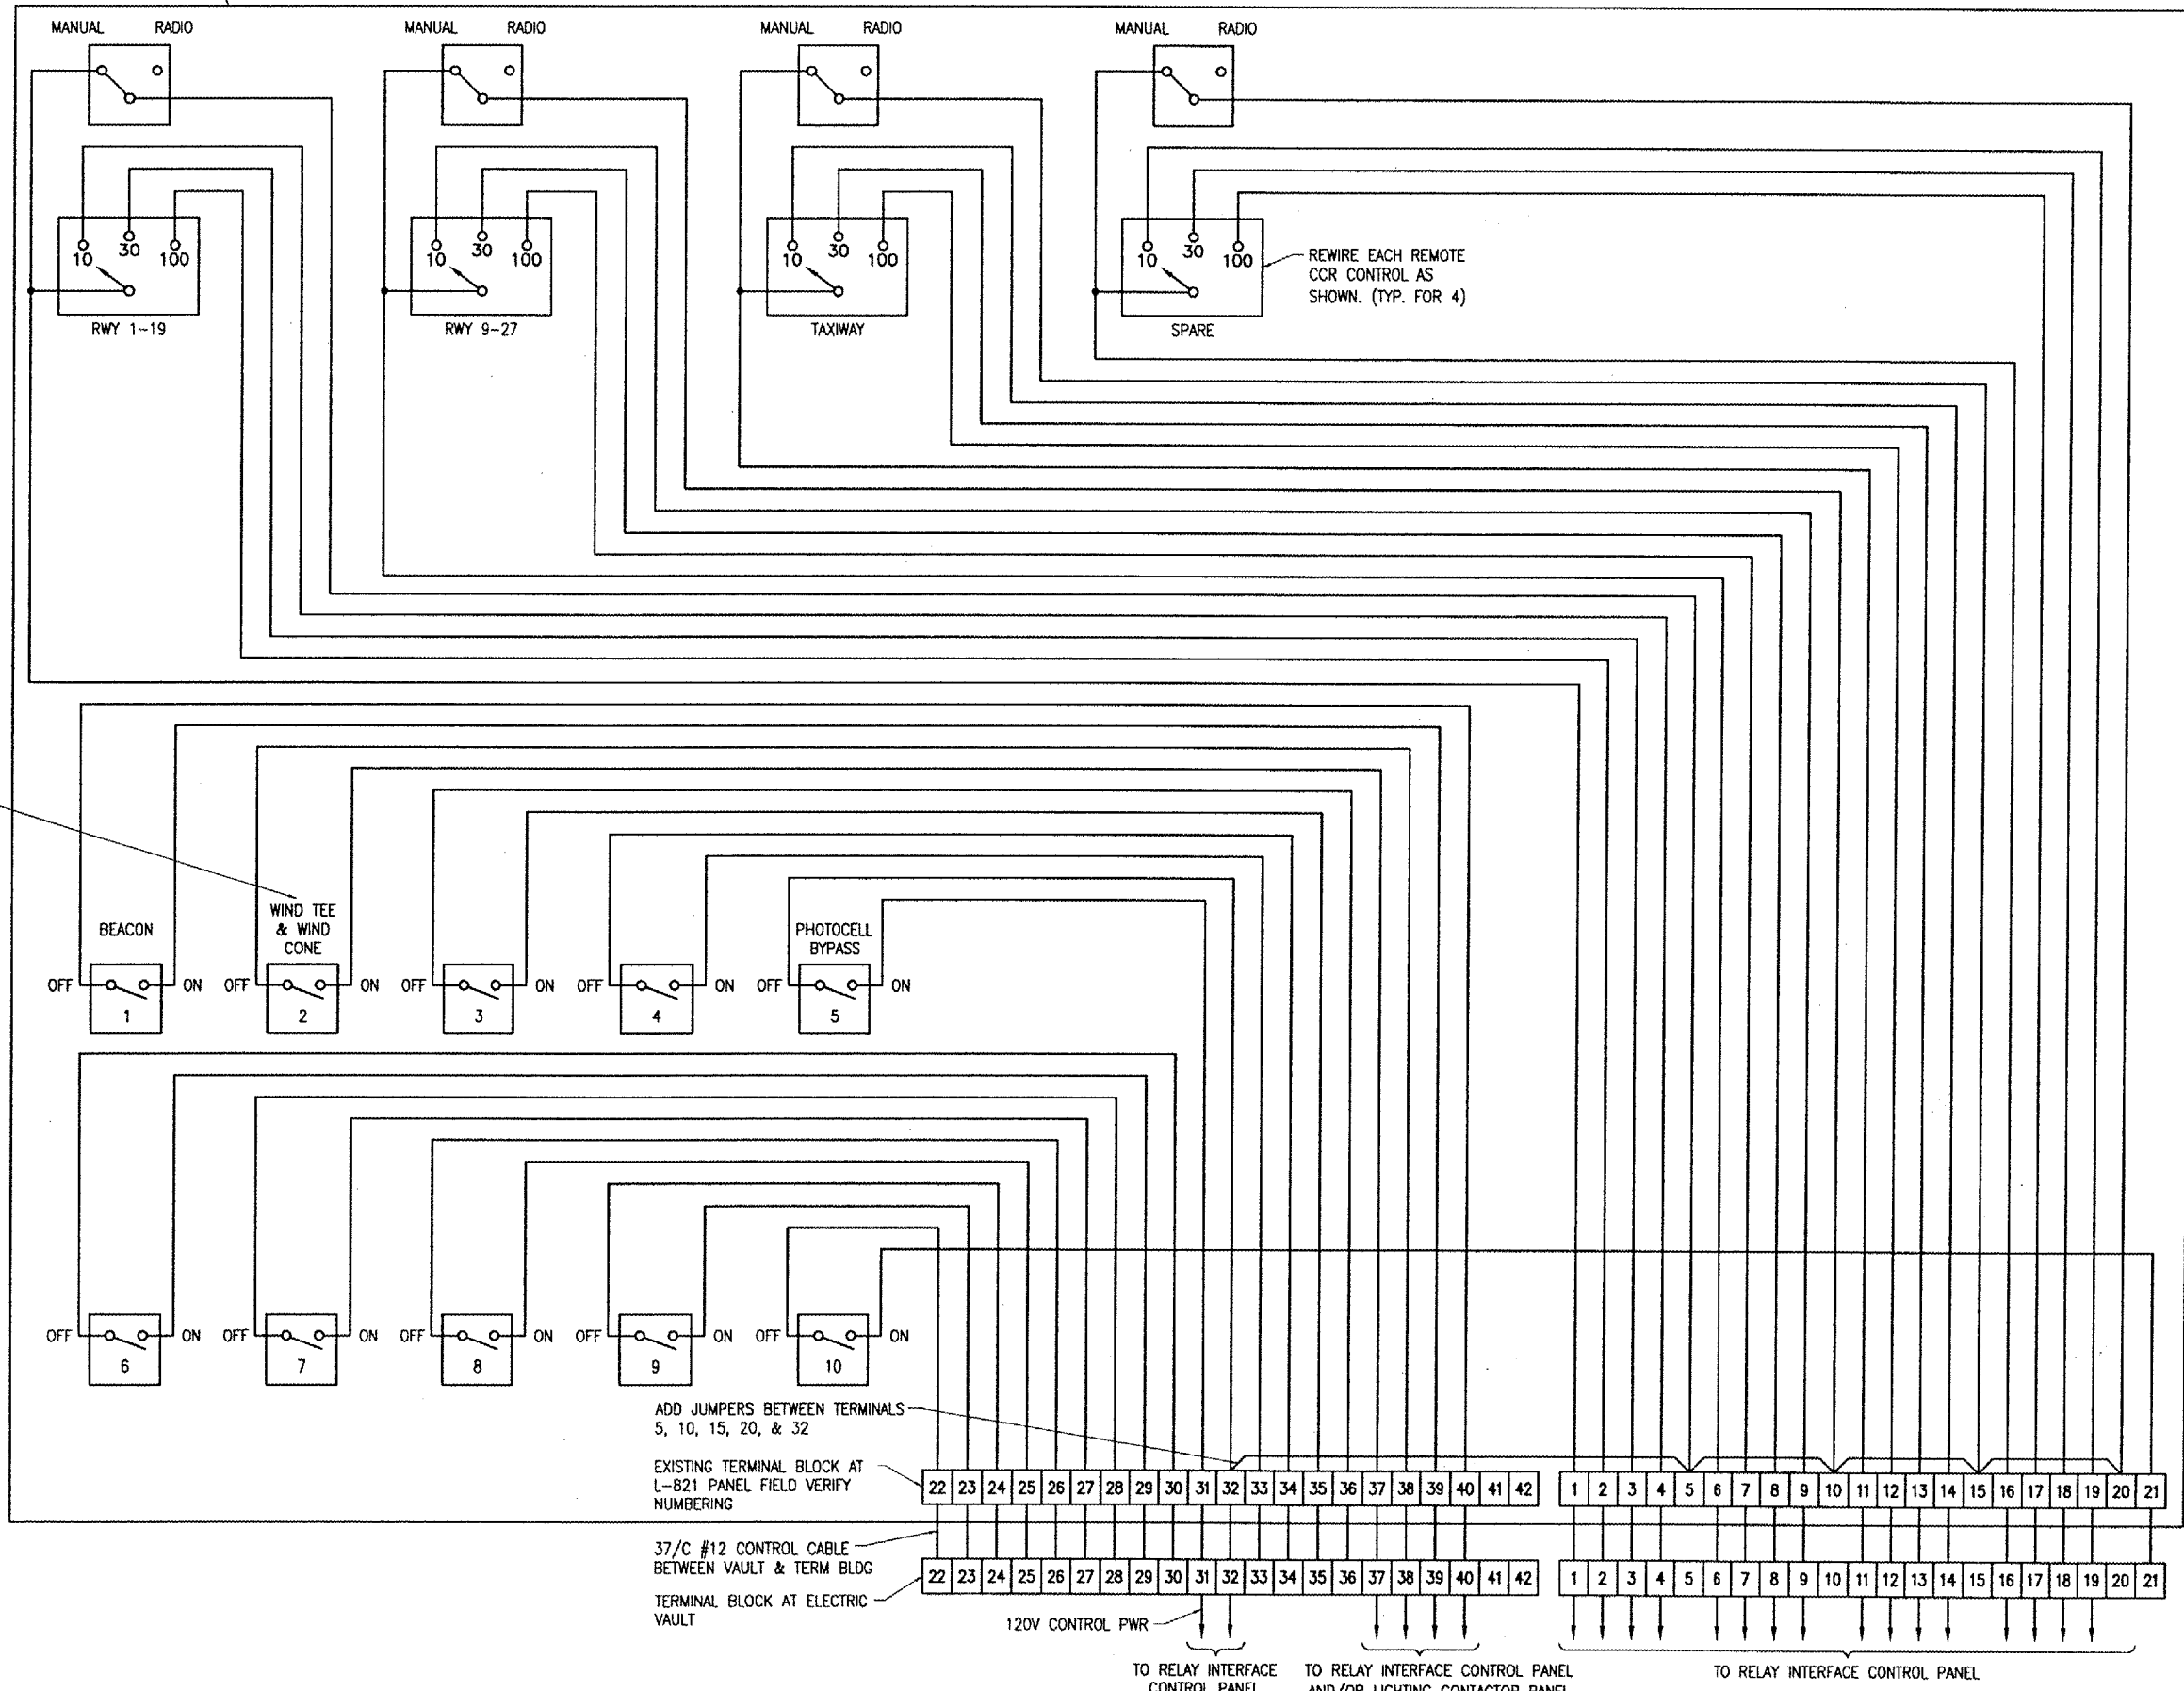 MANUAL RADIO MANUAL RADIO MANUAL RADIO MANUAL RADIO
10 30 100 10 30 100 10 30 100 10 30 100
RWY 1-19 RWY 9-27 TAXIWAY SPARE
REWIRE EACH REMOTE
CCR CONTROL AS
SHOWN. (TYP. FOR 4)
BEACON
WIND TEE
& WIND
CONE
PHOTOCELL
BYPASS
OFF ON OFF ON OFF ON OFF ON OFF ON
1 2 3 4 5
OFF ON OFF ON OFF ON OFF ON OFF ON
6 7 8 9 10
ADD JUMPERS BETWEEN TERMINALS
5, 10, 15, 20, & 32
EXISTING TERMINAL BLOCK AT
L-821 PANEL FIELD VERIFY
NUMBERING
22 23 24 25 26 27 28 29 30 31 32 33 34 35 36 37 38 39 40 41 42 1 2 3 4 5 6 7 8 9 10 11 12 13 14 15 16 17 18 19 20 21
37/C #12 CONTROL CABLE
BETWEEN VAULT & TERM BLDG
22 23 24 25 26 27 28 29 30 31 32 33 34 35 36 37 38 39 40 41 42 1 2 3 4 5 6 7 8 9 10 11 12 13 14 15 16 17 18 19 20 21
TERMINAL BLOCK AT ELECTRIC
VAULT
120V CONTROL PWR
TO RELAY INTERFACE
CONTROL PANEL
TO RELAY INTERFACE CONTROL PANEL
AND/OR LIGHTING CONTACTOR PANEL
TO RELAY INTERFACE CONTROL PANEL